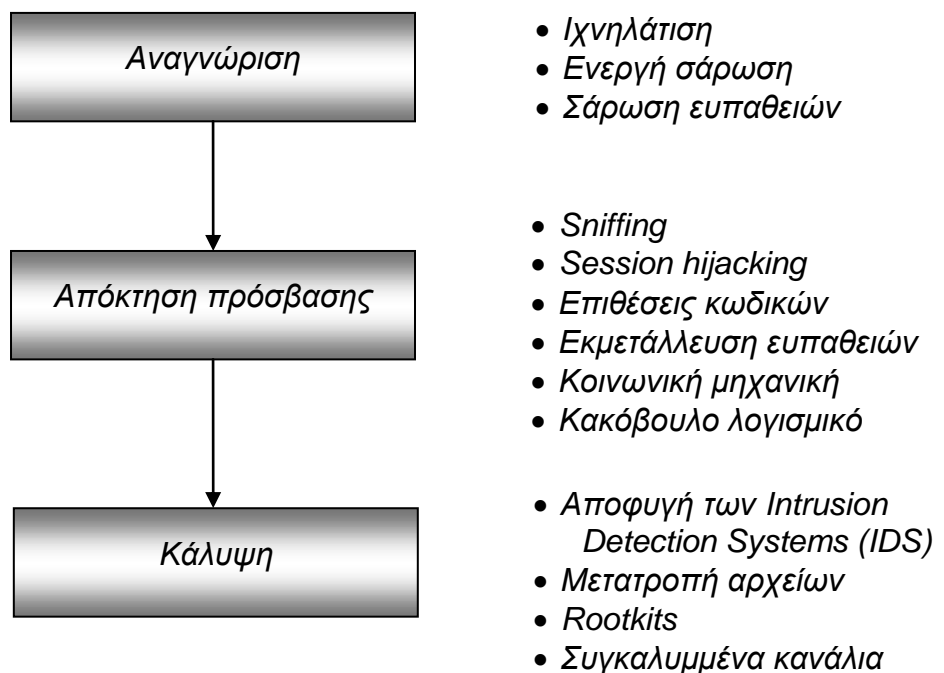 Αναγνώριση
• Ιχνηλάτιση
• Ενεργή σάρωση
• Σάρωση ευπαθειών
Απόκτηση πρόσβασης
• Sniffing
• Session hijacking
• Επιθέσεις κωδικών
• Εκμετάλλευση ευπαθειών
• Κοινωνική μηχανική
• Κακόβουλο λογισμικό
Κάλυψη
• Αποφυγή των Intrusion
Detection Systems (IDS)
• Μετατροπή αρχείων
• Rootkits
• Συγκαλυμμένα κανάλια